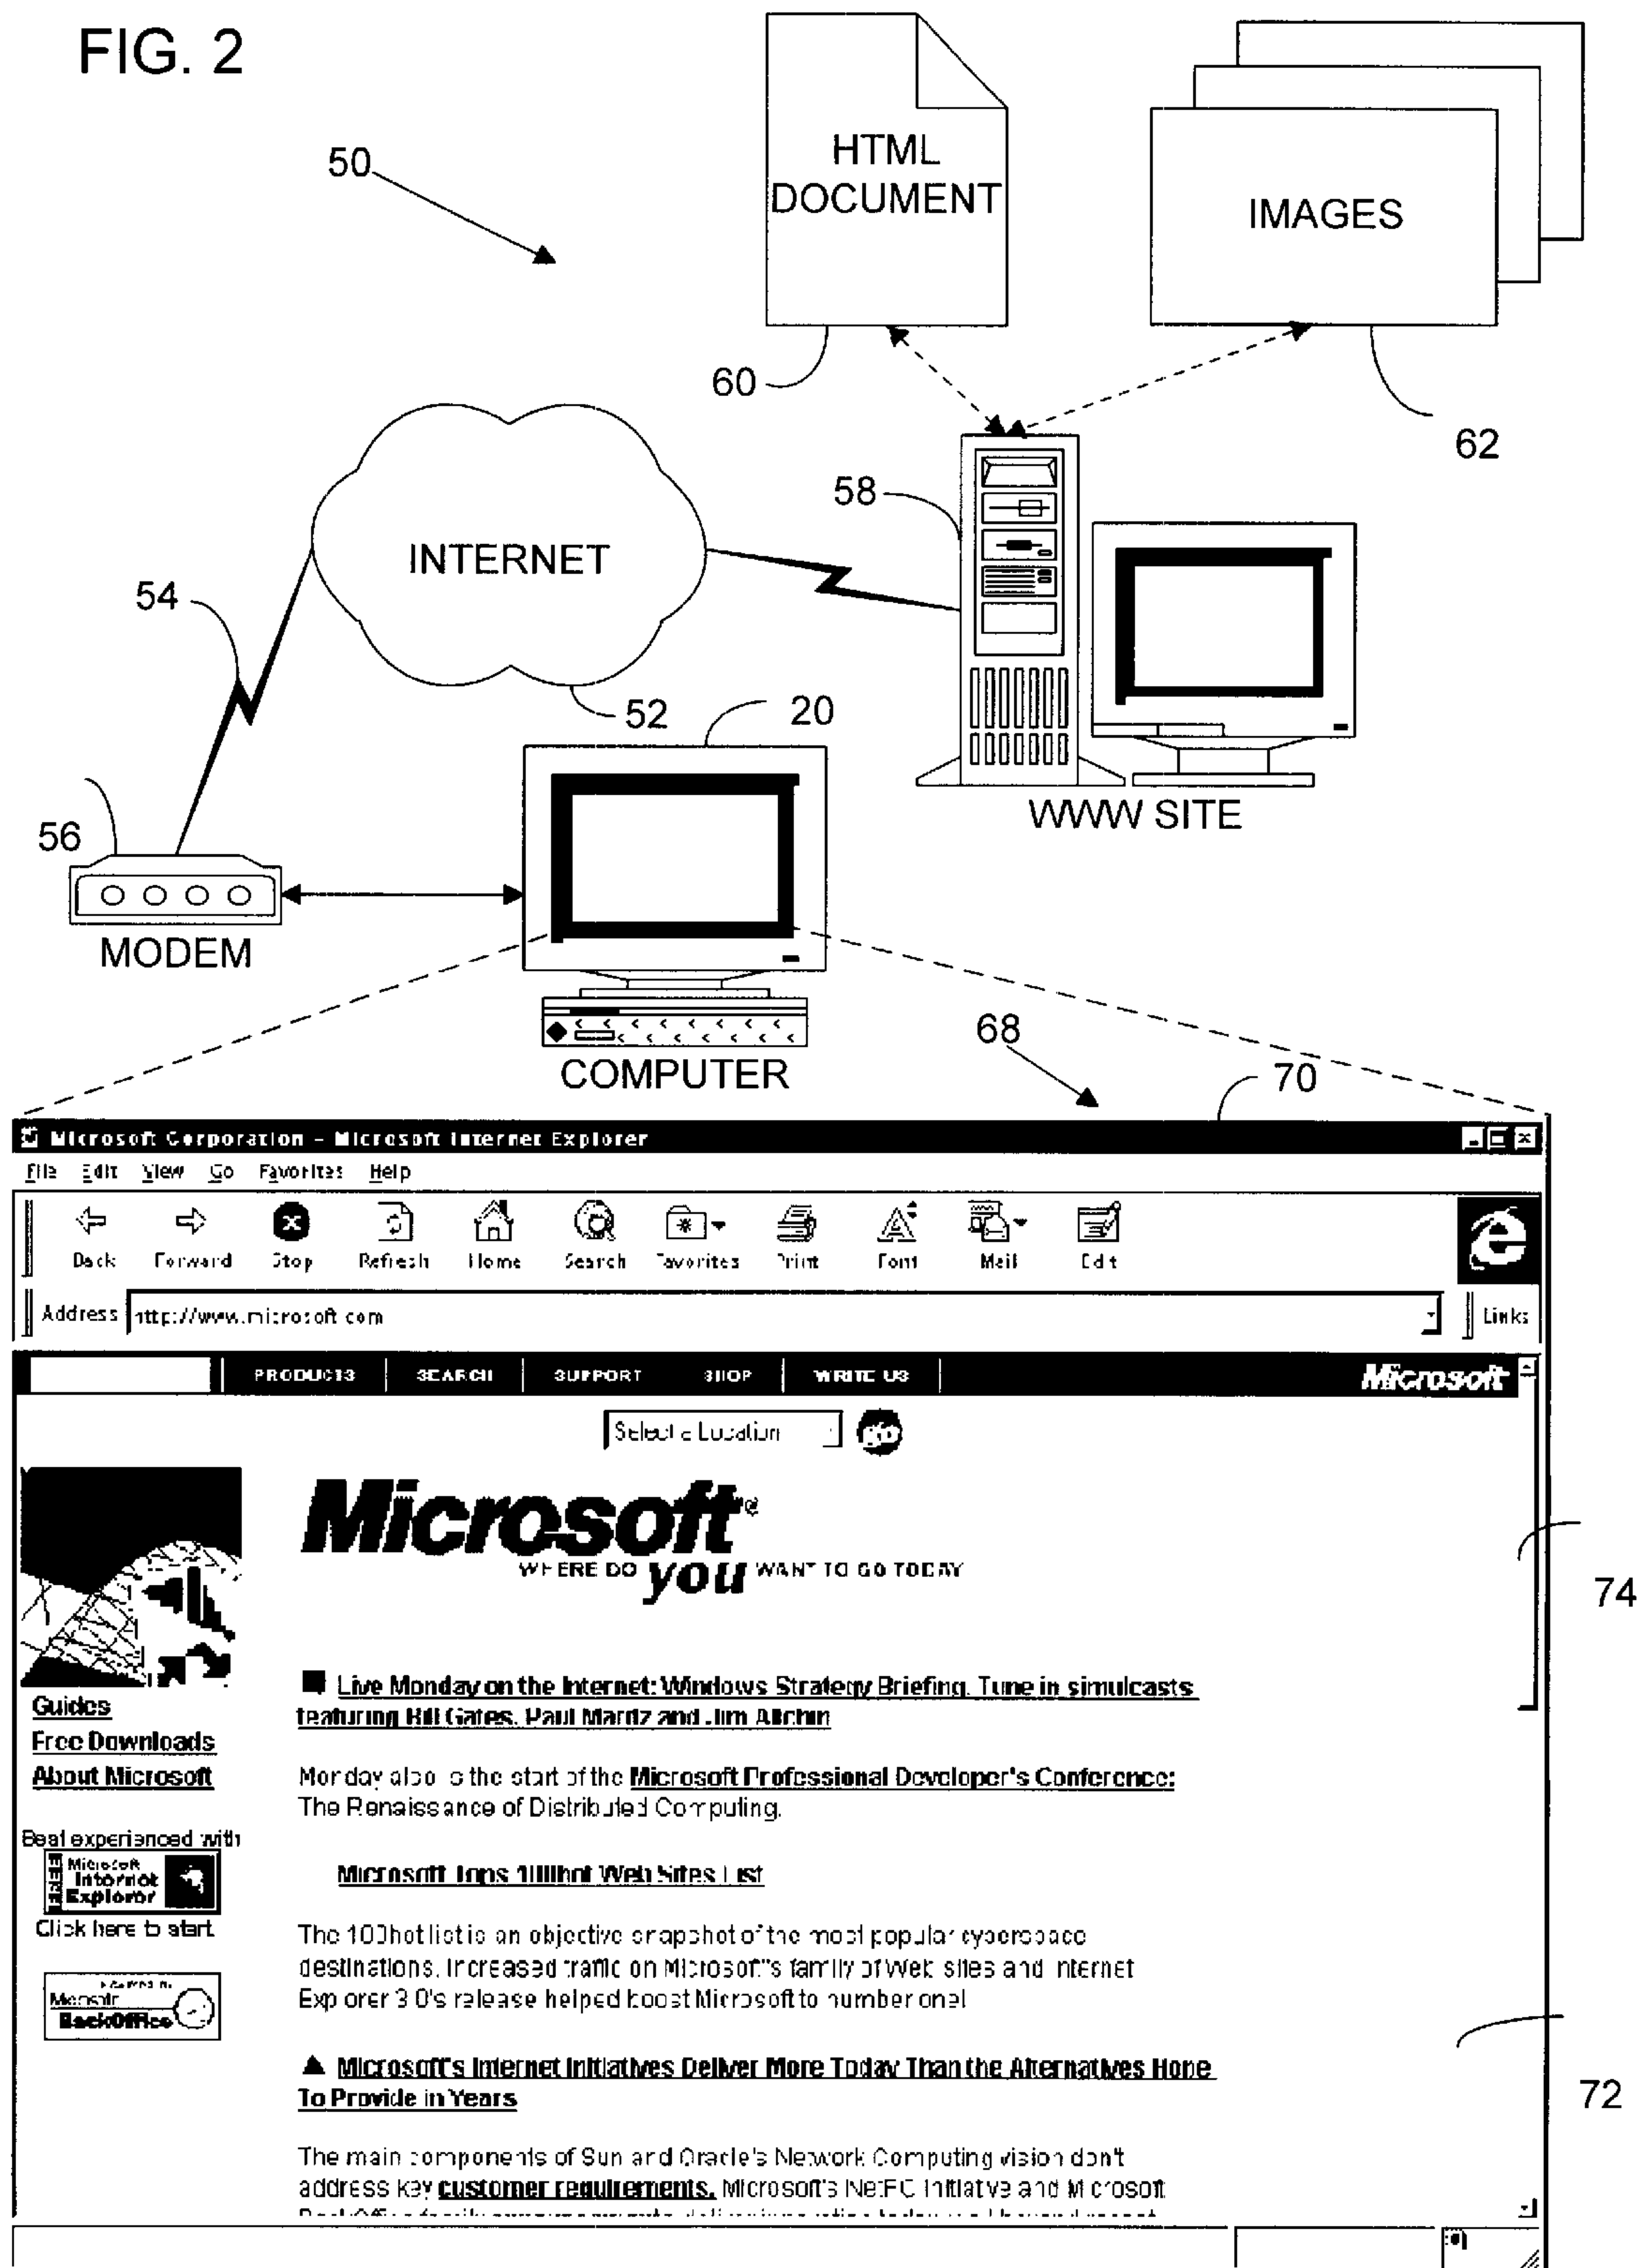 FIG. 2
50
HTML
DOCUMENT
IMAGES
60
62
58
INTERNET
54
52
20
56
WWW SITE
MODEM
COMPUTER
68
70
Microsoft Corporation - Microsoft Internet Explorer
File Edit View Go Favorites Help
Back Forward Stop Refresh Home Search Favorites Print Font Mail Edit
Address http://www.microsoft.com Links
PRODUCTS SEARCH SUPPORT SHOP WRITE US Microsoft
Select a Location
Microsoft®
WHERE DO you WANT TO GO TODAY
74
Live Monday on the Internet: Windows Strategy Briefing. Tune in simulcasts
featuring Bill Gates, Paul Maritz and Jim Allchin
Guides
Free Downloads
About Microsoft
Monday also is the start of the Microsoft Professional Developer's Conference:
The Renaissance of Distributed Computing.
Best experienced with
Microsoft
Internet
Explorer
Click here to start
Microsoft Tops 100hot Web Sites List
The 100hot list is an objective snapshot of the most popular cyberspace
destinations. Increased traffic on Microsoft's family of Web sites and Internet
Explorer 3.0's release helped boost Microsoft to number one!
Microsoft
BackOffice
Microsoft's Internet Initiatives Deliver More Today Than the Alternatives Hope
To Provide in Years
72
The main components of Sun and Oracle's Network Computing vision don't
address key customer requirements. Microsoft's NetPC Initiative and Microsoft